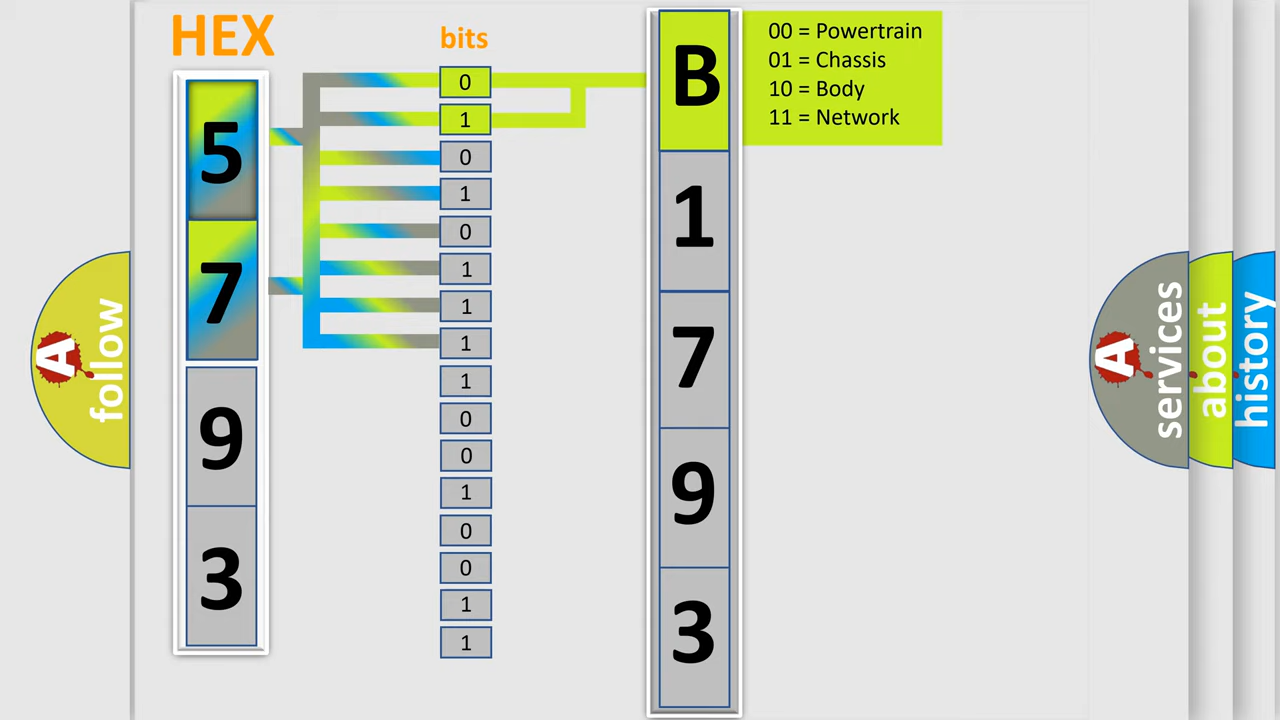 HEX
bits
5
7
9
3
0
1
0
1
0
1
1
1
1
0
0
1
0
0
1
1
B
1
7
9
3
00 = Powertrain
01 = Chassis
10 = Body
11 = Network
A
follow
A
services
about
history